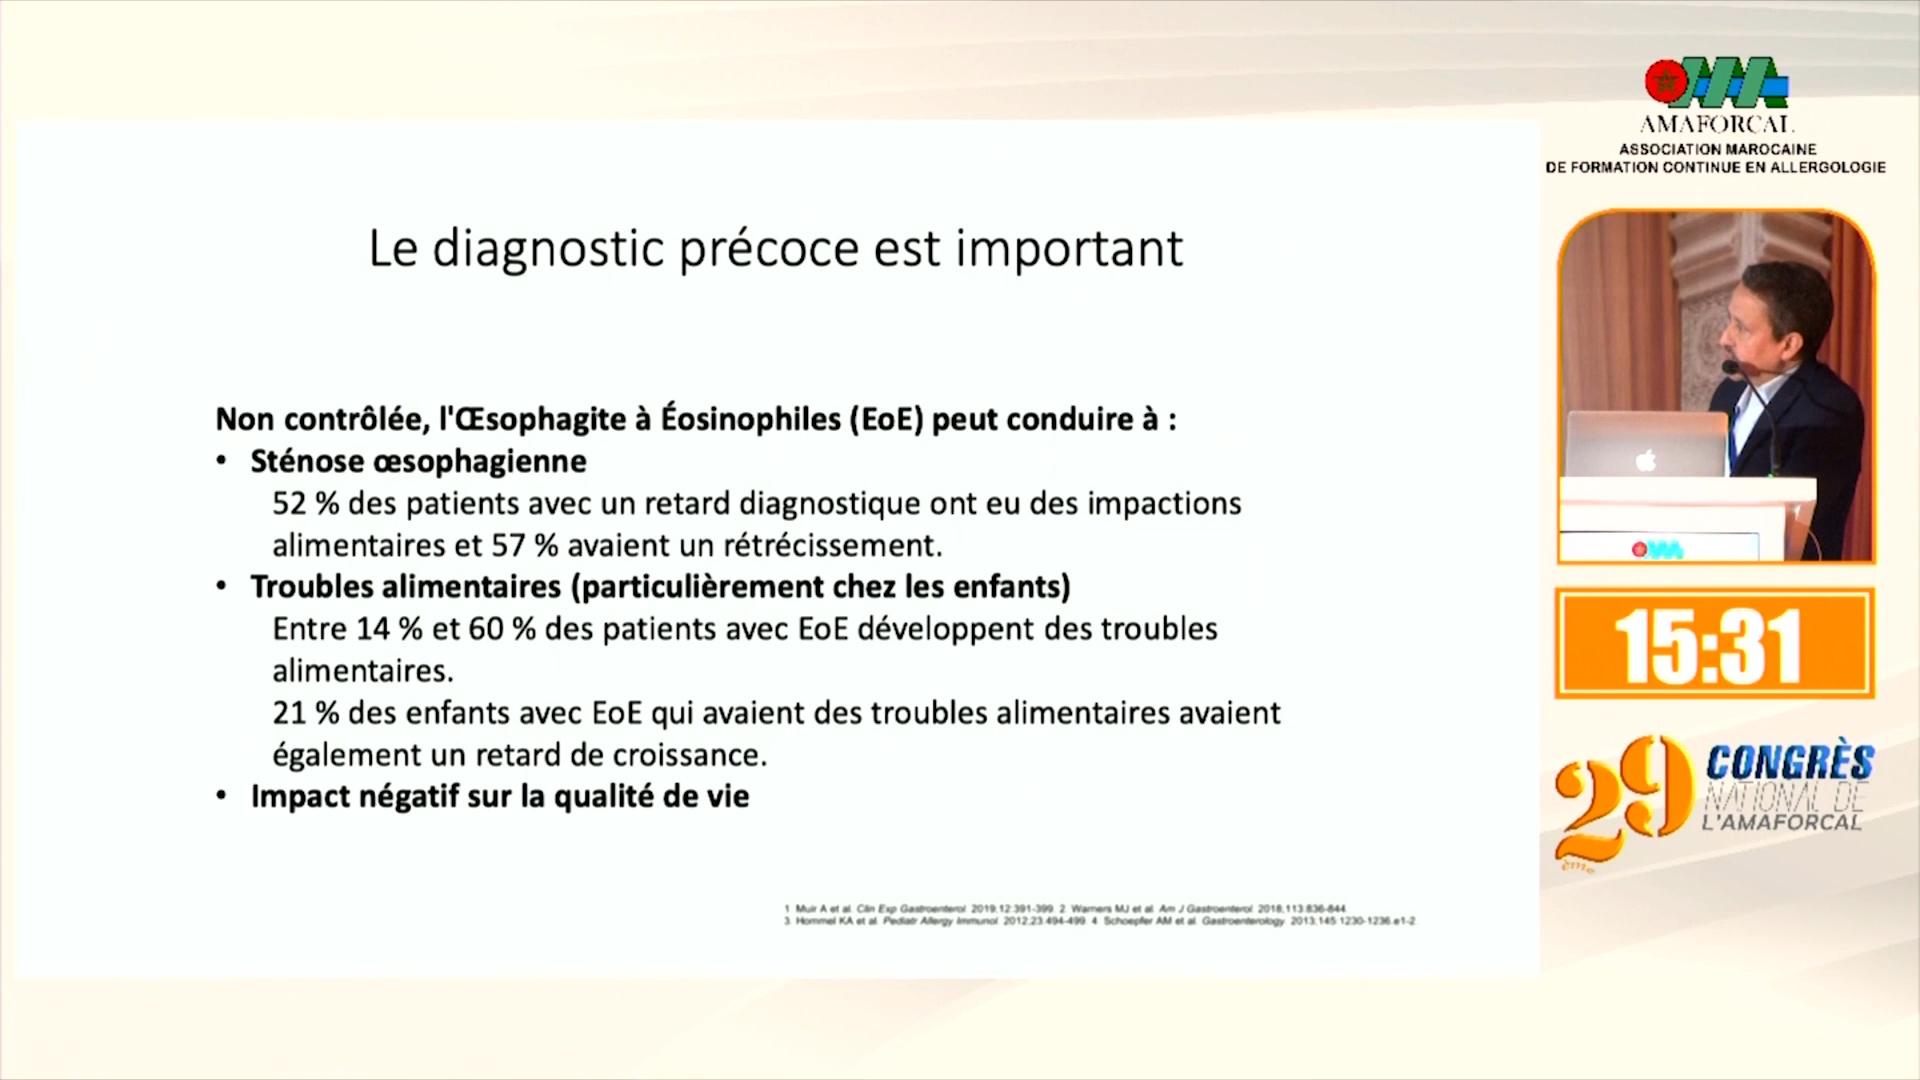 Le diagnostic précoce est important
Non contrôlée, l'Œsophagite à Éosinophiles (EoE) peut conduire à :
• Sténose œsophagienne
52 % des patients avec un retard diagnostique ont eu des impactions
alimentaires et 57 % avaient un rétrécissement.
• Troubles alimentaires (particulièrement chez les enfants)
Entre 14 % et 60 % des patients avec EoE développent des troubles
alimentaires.
21 % des enfants avec EoE qui avaient des troubles alimentaires avaient
également un retard de croissance.
• Impact négatif sur la qualité de vie
1. Muir A et al. Clin Exp Gastroenterol. 2019;12:391-399. 2. Warners MJ et al. Am J Gastroenterol. 2018;113:836-844.
3. Hommel KA et al. Pediatr Allergy Immunol. 2012;23:494-499. 4. Schoepfer AM et al. Gastroenterology. 2013;145:1230-1236.e1-2.
AMAFORCAL
ASSOCIATION MAROCAINE
DE FORMATION CONTINUE EN ALLERGOLOGIE
15:31
29ème
CONGRÈS
NATIONAL DE
L'AMAFORCAL